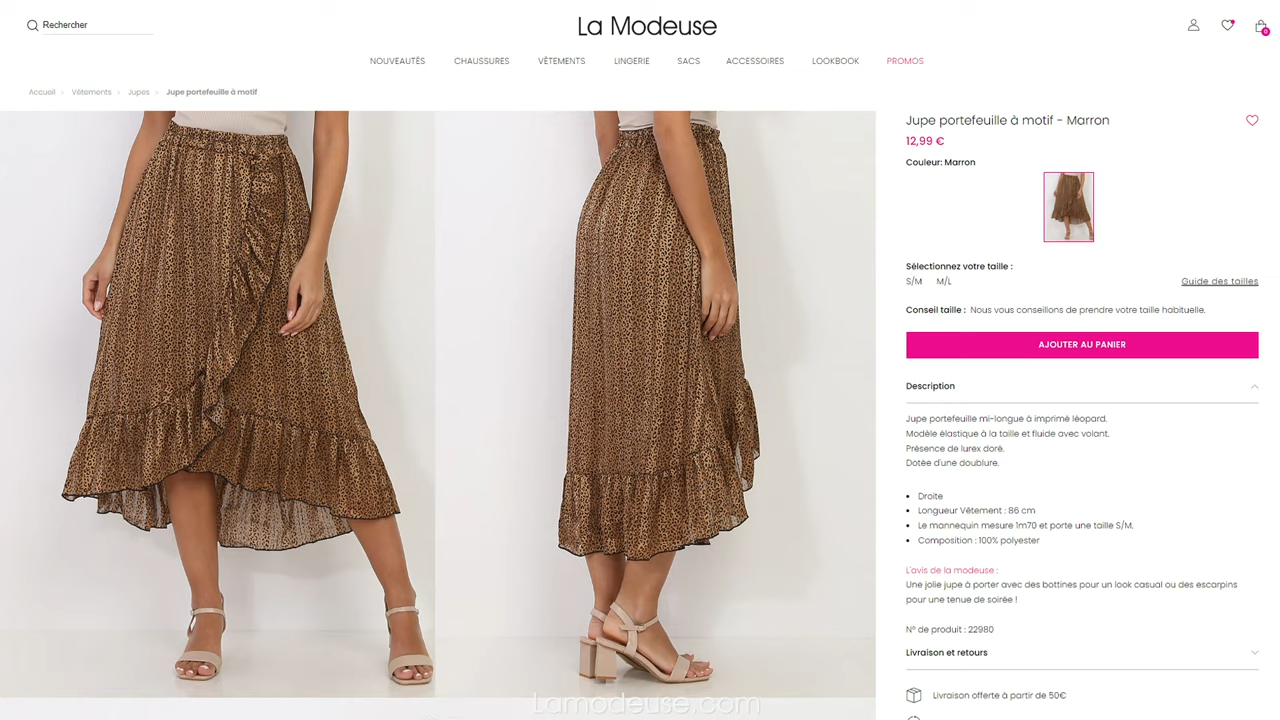 Rechercher
La Modeuse
0
NOUVEAUTÉS CHAUSSURES VÊTEMENTS LINGERIE SACS ACCESSOIRES LOOKBOOK PROMOS
Accueil > Vêtements > Jupes > Jupe portefeuille à motif
Jupe portefeuille à motif - Marron
12,99 €
Couleur: Marron
Sélectionnez votre taille :
S/M M/L Guide des tailles
Conseil taille : Nous vous conseillons de prendre votre taille habituelle.
AJOUTER AU PANIER
Description
Jupe portefeuille mi-longue à imprimé léopard.
Modèle élastique à la taille et fluide avec volant.
Présence de lurex doré.
Dotée d'une doublure.
• Droite
• Longueur Vêtement : 86 cm
• Le mannequin mesure 1m70 et porte une taille S/M.
• Composition : 100% polyester
L'avis de la modeuse :
Une jolie jupe à porter avec des bottines pour un look casual ou des escarpins
pour une tenue de soirée !
N° de produit : 22980
Livraison et retours
Livraison offerte à partir de 50€
Lamodeuse.com